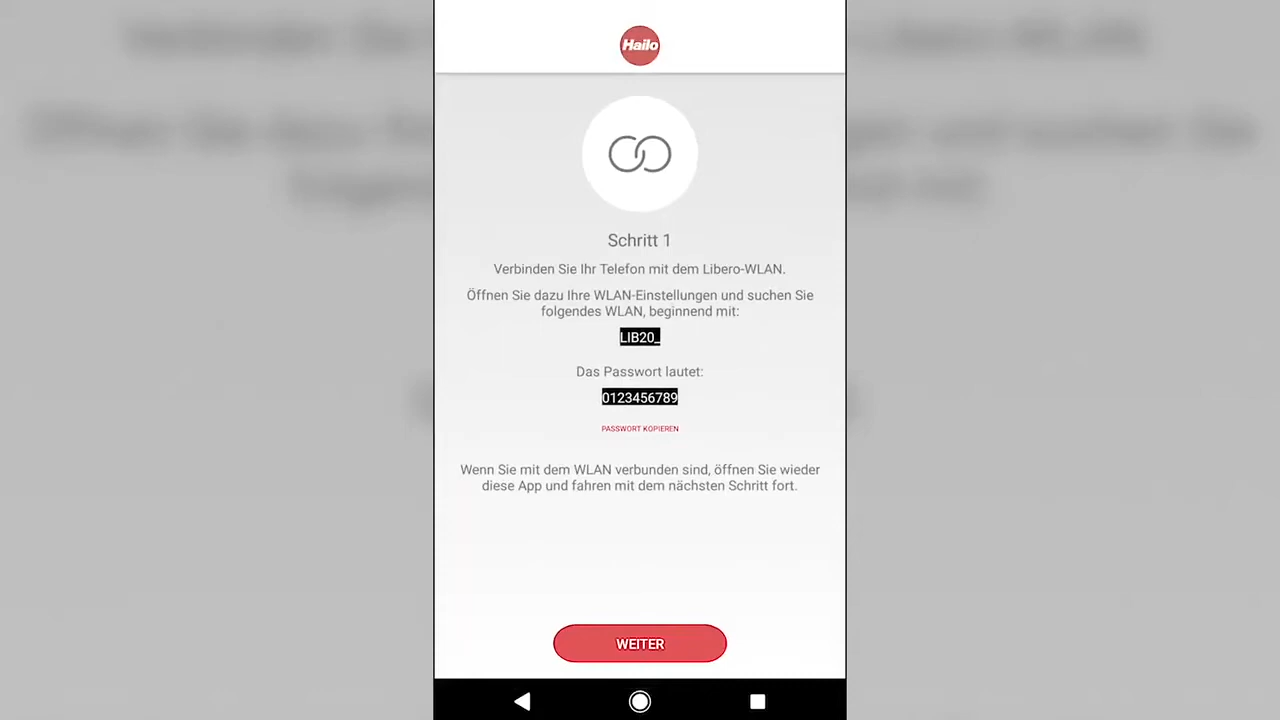 Hailo
Schritt 1
Verbinden Sie Ihr Telefon mit dem Libero-WLAN.
Öffnen Sie dazu Ihre WLAN-Einstellungen und suchen Sie
folgendes WLAN, beginnend mit:
LIB20_
Das Passwort lautet:
0123456789
PASSWORT KOPIEREN
Wenn Sie mit dem WLAN verbunden sind, öffnen Sie wieder
diese App und fahren mit dem nächsten Schritt fort.
WEITER